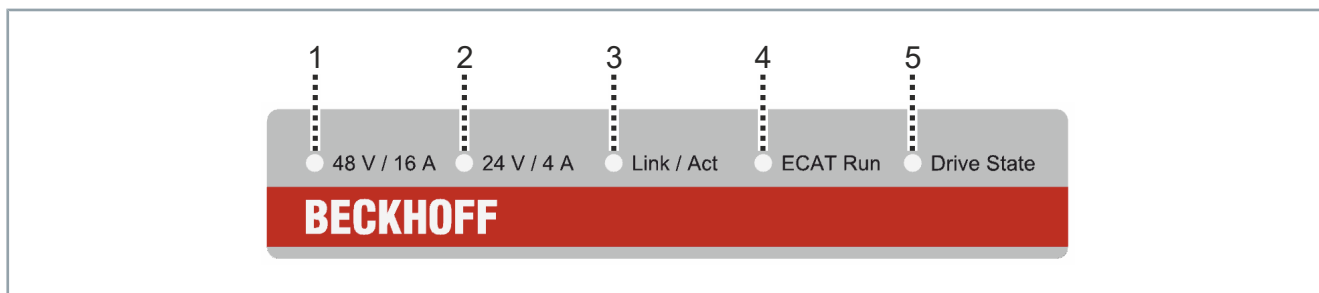 1 2 3 4 5
48 V / 16 A 24 V / 4 A Link / Act ECAT Run Drive State
BECKHOFF